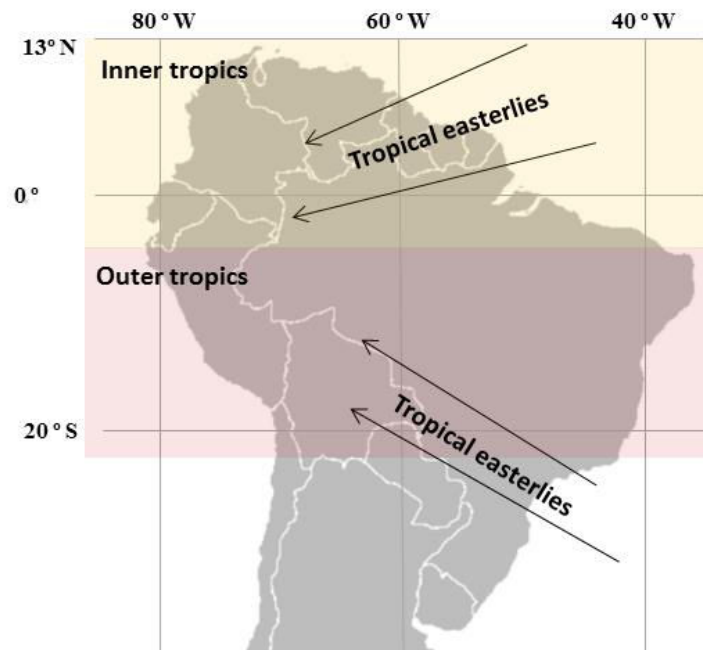 80 ° W 60 ° W 40 ° W
13° N
Inner tropics
Tropical easterlies
0 °
Outer tropics
20 ° S
Tropical easterlies